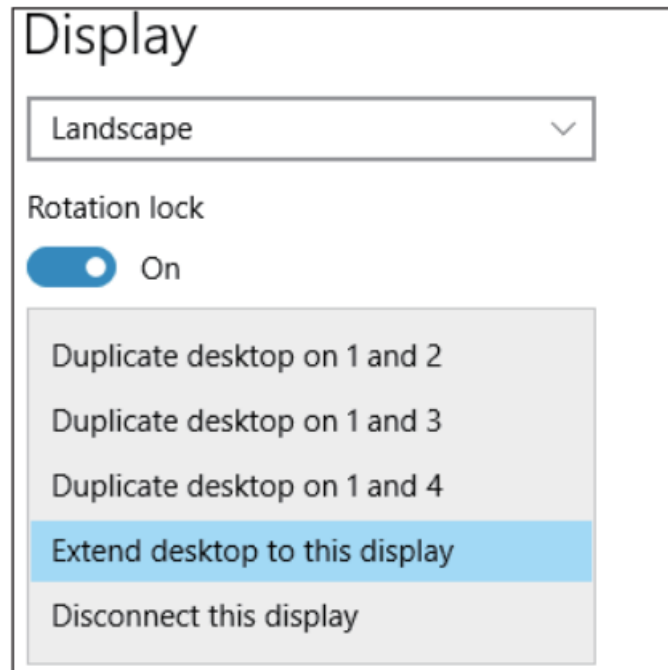 Display
Landscape
Rotation lock
On
Duplicate desktop on 1 and 2
Duplicate desktop on 1 and 3
Duplicate desktop on 1 and 4
Extend desktop to this display
Disconnect this display